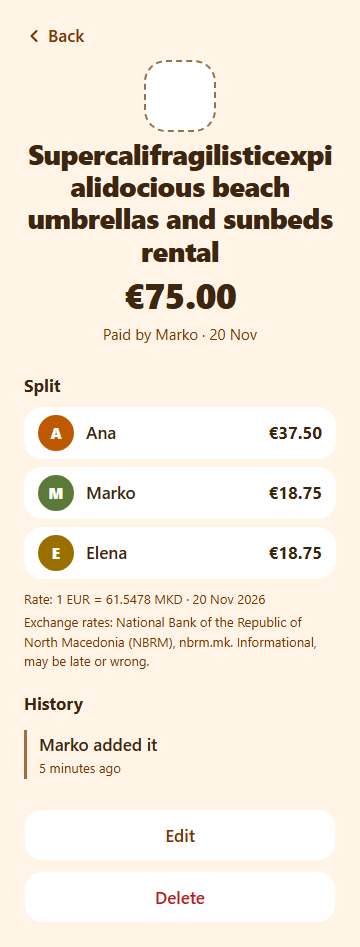 Back
Supercalifragilisticexpi
alidocious beach
umbrellas and sunbeds
rental
€75.00
Paid by Marko · 20 Nov
Split
A Ana €37.50
M Marko €18.75
E Elena €18.75
Rate: 1 EUR = 61.5478 MKD · 20 Nov 2026
Exchange rates: National Bank of the Republic of
North Macedonia (NBRM), nbrm.mk. Informational,
may be late or wrong.
History
Marko added it
5 minutes ago
Edit
Delete